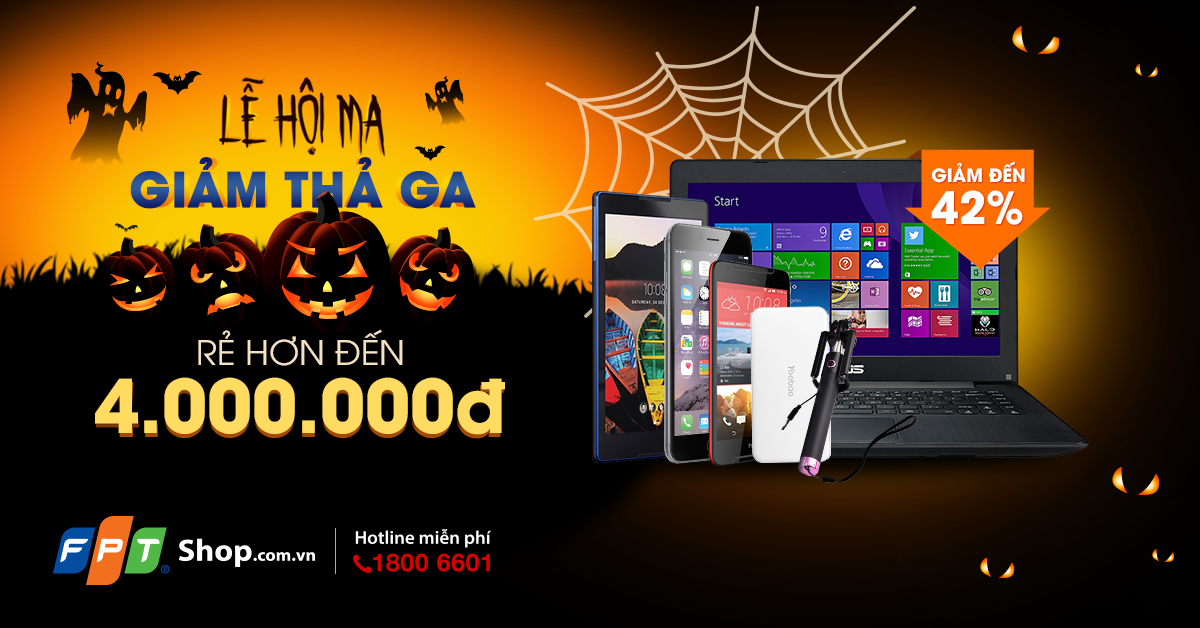 LỄ HỘI MA
GIẢM THẢ GA
RẺ HƠN ĐẾN
4.000.000đ
GIẢM ĐẾN
42%
Start
Yoobao
FPT Shop.com.vn
Hotline miễn phí
1800 6601